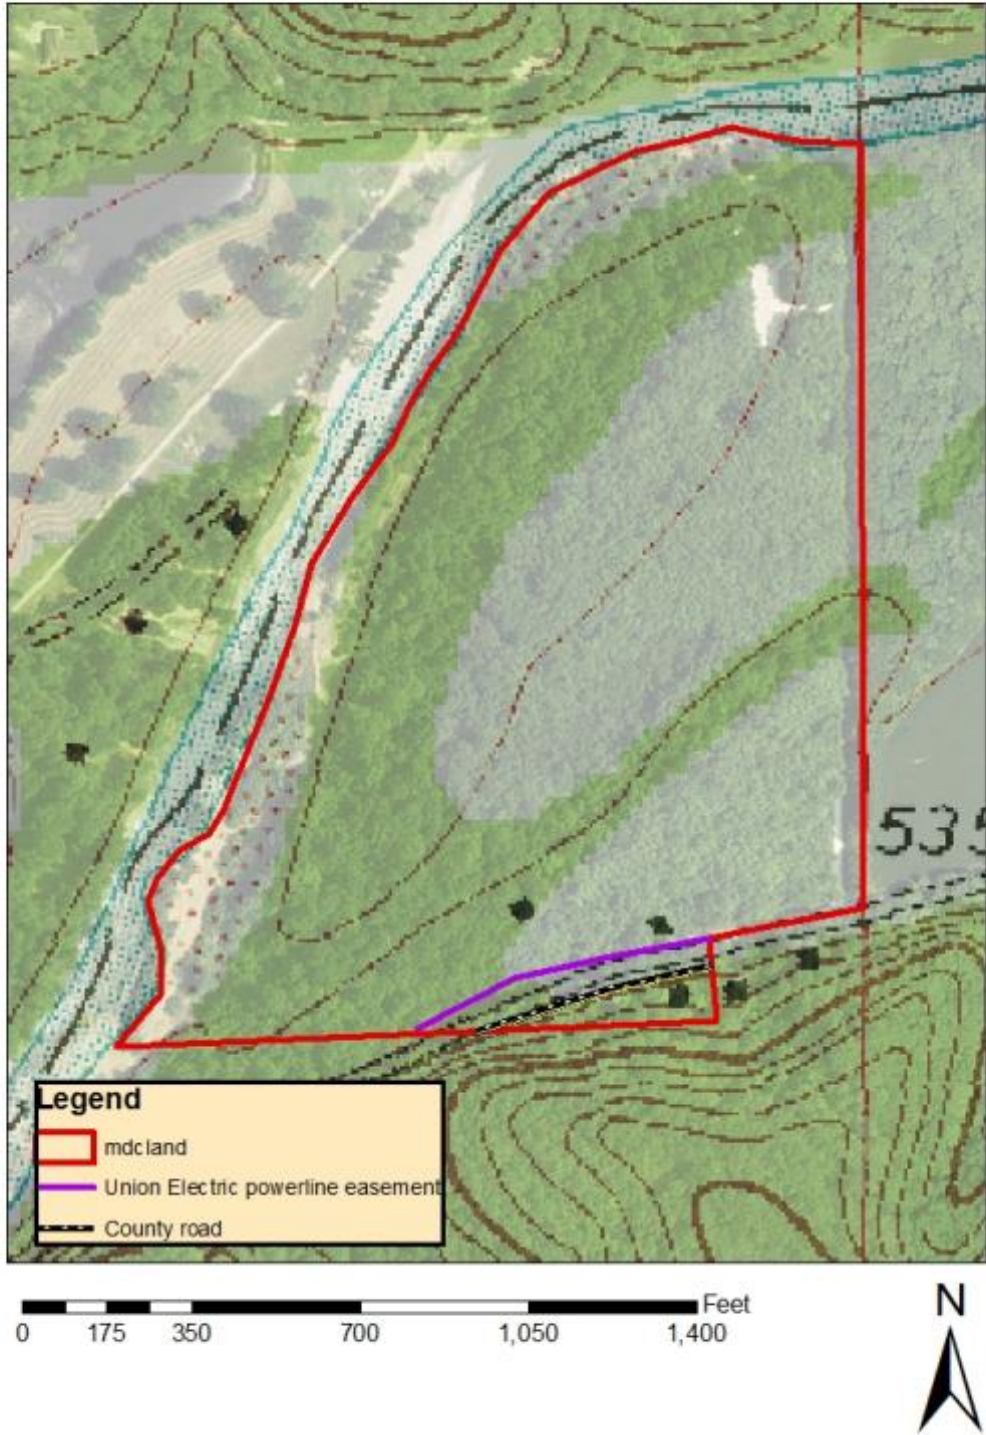 535
Legend
mdcland
Union Electric powerline easement
County road
Feet
0 175 350 700 1,050 1,400
N